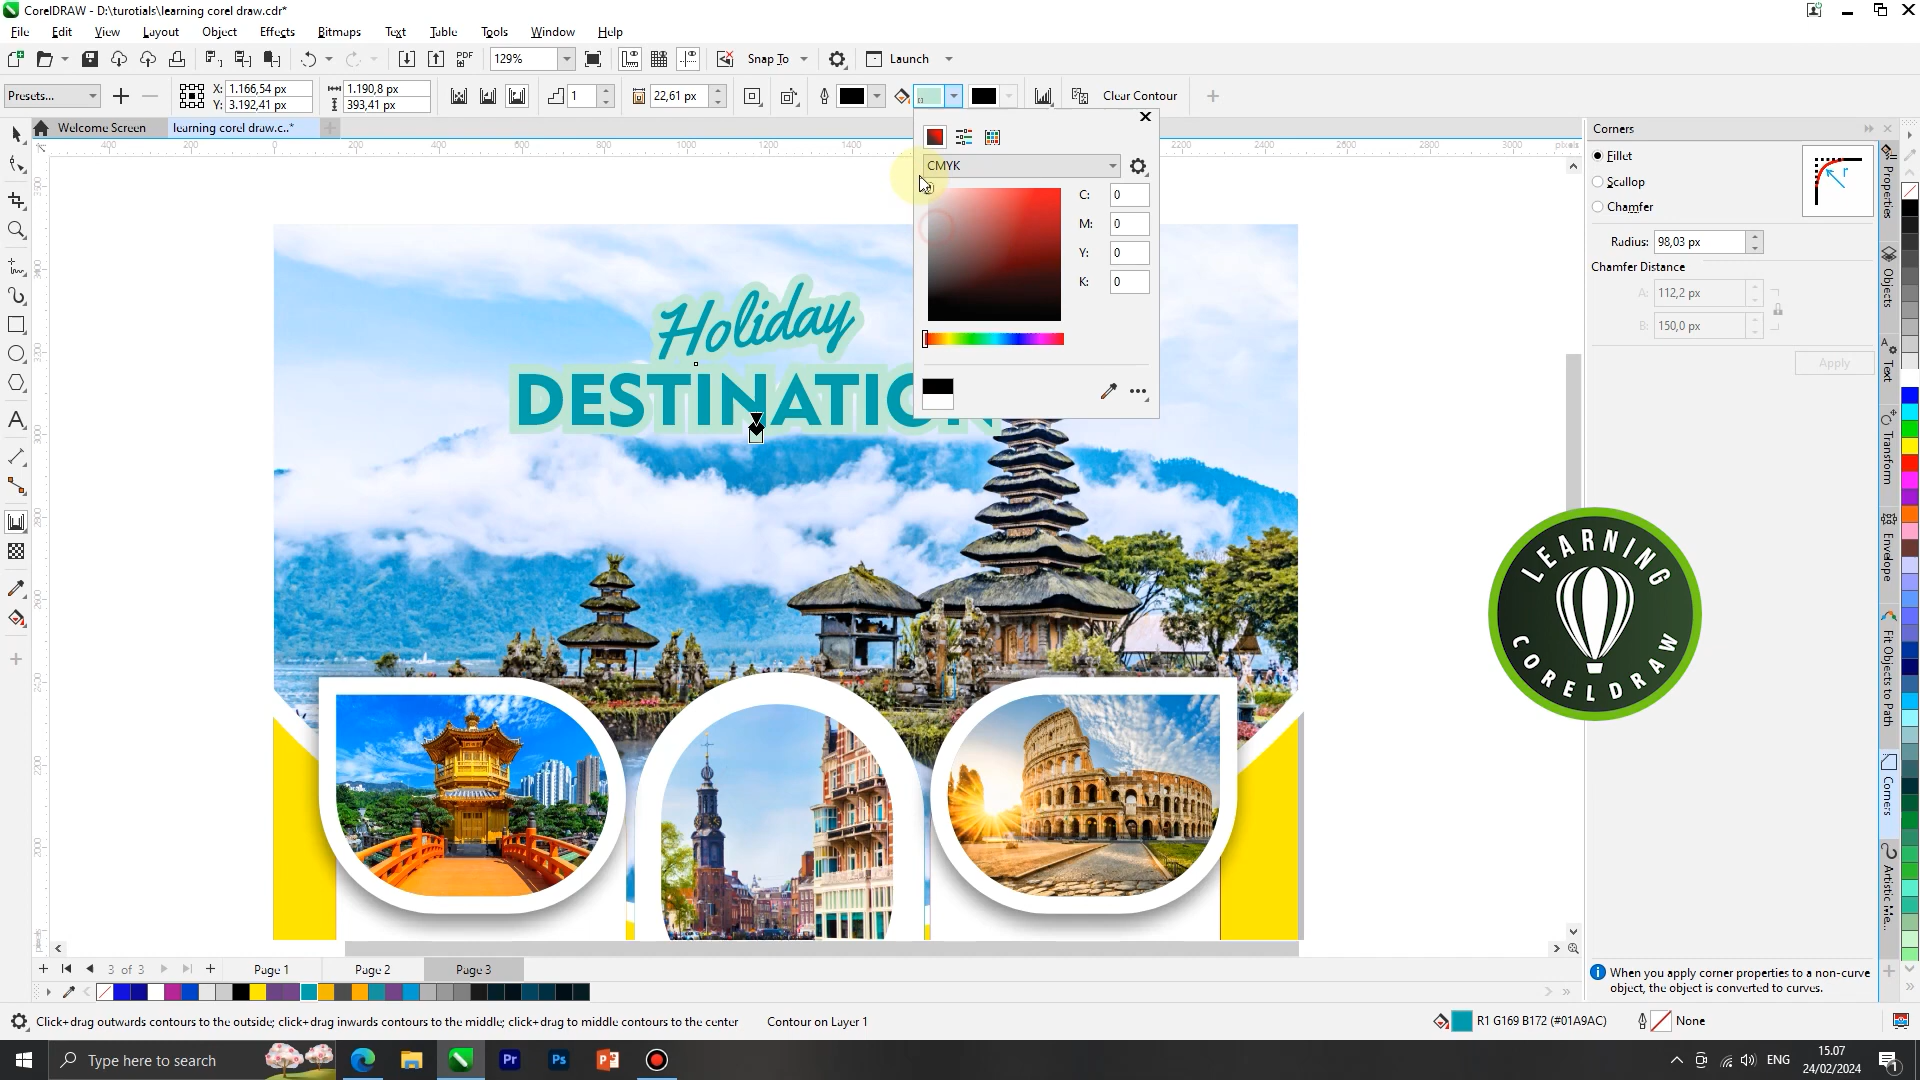 CorelDRAW - D:\turotials\learning corel draw.cdr*
File Edit View Layout Object Effects Bitmaps Text Table Tools Window Help
PDF 129% Snap To Launch
Presets... X: 1.166,54 px 1.190,8 px 1 22,61 px Clear Contour
Y: 3.192,41 px 393,41 px
Welcome Screen learning corel draw.c..*
Corners
Fillet
Scallop
Chamfer
Radius: 98,03 px
Chamfer Distance
A: 112,2 px
B: 150,0 px
Apply
CMYK
C: 0
M: 0
Y: 0
K: 0
Holiday
DESTINATION
LEARNING
CORELDRAW
Properties
Objects
Text
Transform
Envelope
Fit Objects to Path
Corners
Artistic Me...
When you apply corner properties to a non-curve
object, the object is converted to curves.
3 of 3 Page 1 Page 2 Page 3
Click+drag outwards contours to the outside; click+drag inwards contours to the middle; click+drag to middle contours to the center Contour on Layer 1 R1 G169 B172 (#01A9AC) None
Type here to search Pr Ps ENG 15.07
24/02/2024 1